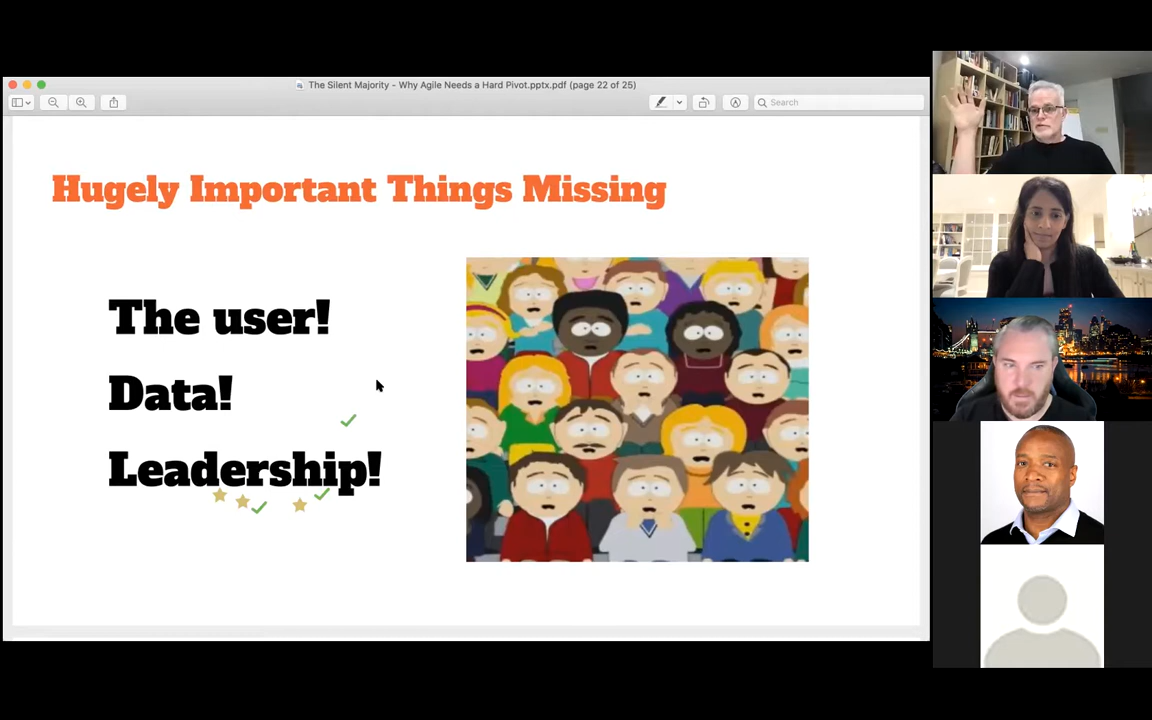 The Silent Majority - Why Agile Needs a Hard Pivot.pptx.pdf (page 22 of 25)
Search
Hugely Important Things Missing
The user!
Data!
Leadership!